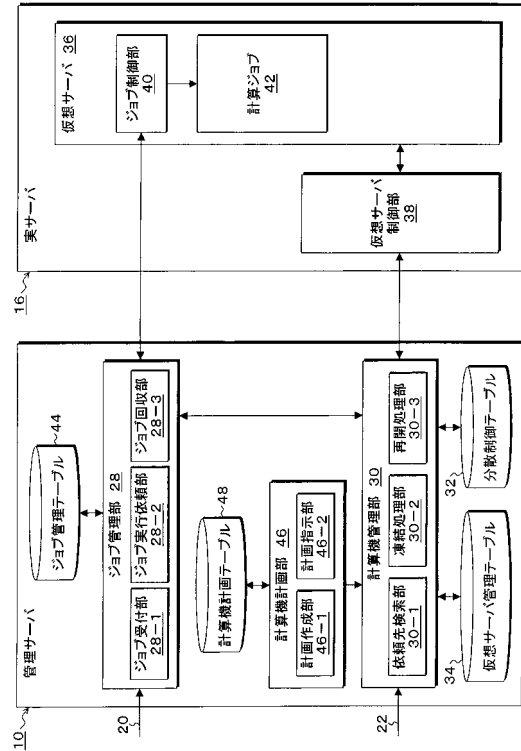 10
管理サーバ
ジョブ管理テーブル
44
20
ジョブ管理部 28
ジョブ受付部
28-1
ジョブ実行依頼部
28-2
ジョブ回収部
28-3
計算機計画テーブル
48
計算機計画部 46
計画作成部
46-1
計画指示部
46-2
22
計算機管理部 30
依頼先検索部
30-1
凍結処理部
30-2
再開処理部
30-3
34
仮想サーバ管理テーブル
32
分散制御テーブル
16
実サーバ
仮想サーバ 36
ジョブ制御部
40
計算ジョブ
42
仮想サーバ
制御部
38